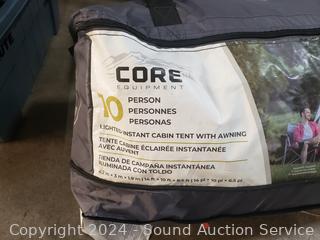 CORE
EQUIPMENT
10 PERSON
PERSONNES
PERSONAS
LIGHTED INSTANT CABIN TENT WITH AWNING
TENTE CABINE ÉCLAIRÉE INSTANTANÉE
AVEC AUVENT
TIENDA DE CAMPAÑA INSTANTÁNEA
ILUMINADA CON TOLDO
Copyright 2024 - Sound Auction Service